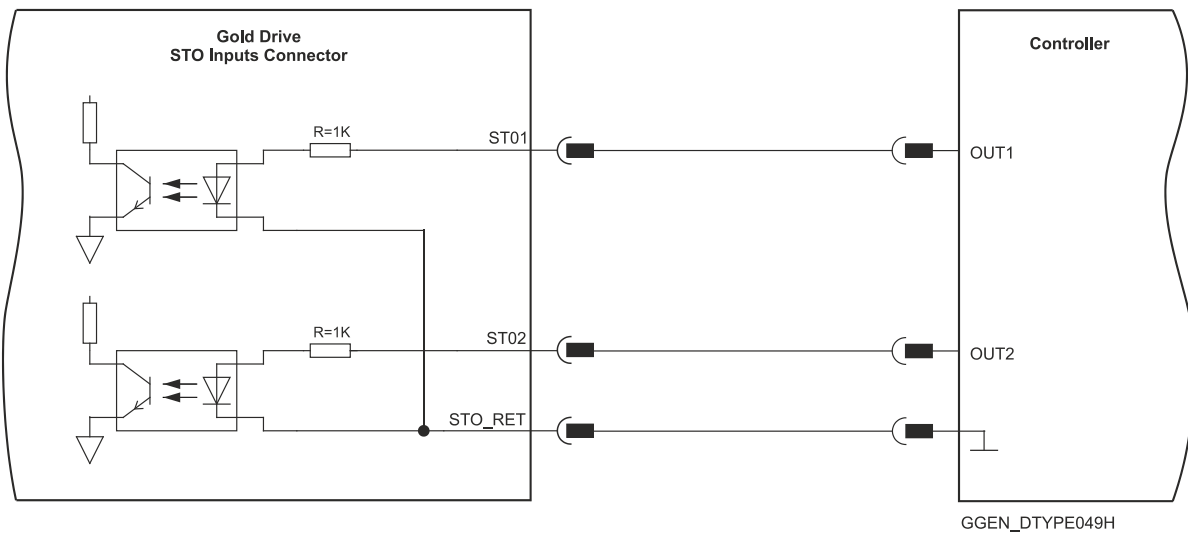 Gold Drive
STO Inputs Connector
Controller
R=1K
ST01
OUT1
R=1K
ST02
OUT2
STO_RET
GGEN_DTYPE049H